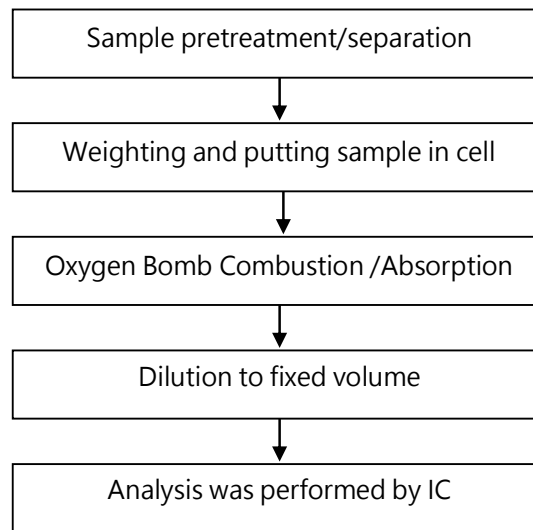 Sample pretreatment/separation
Weighting and putting sample in cell
Oxygen Bomb Combustion /Absorption
Dilution to fixed volume
Analysis was performed by IC